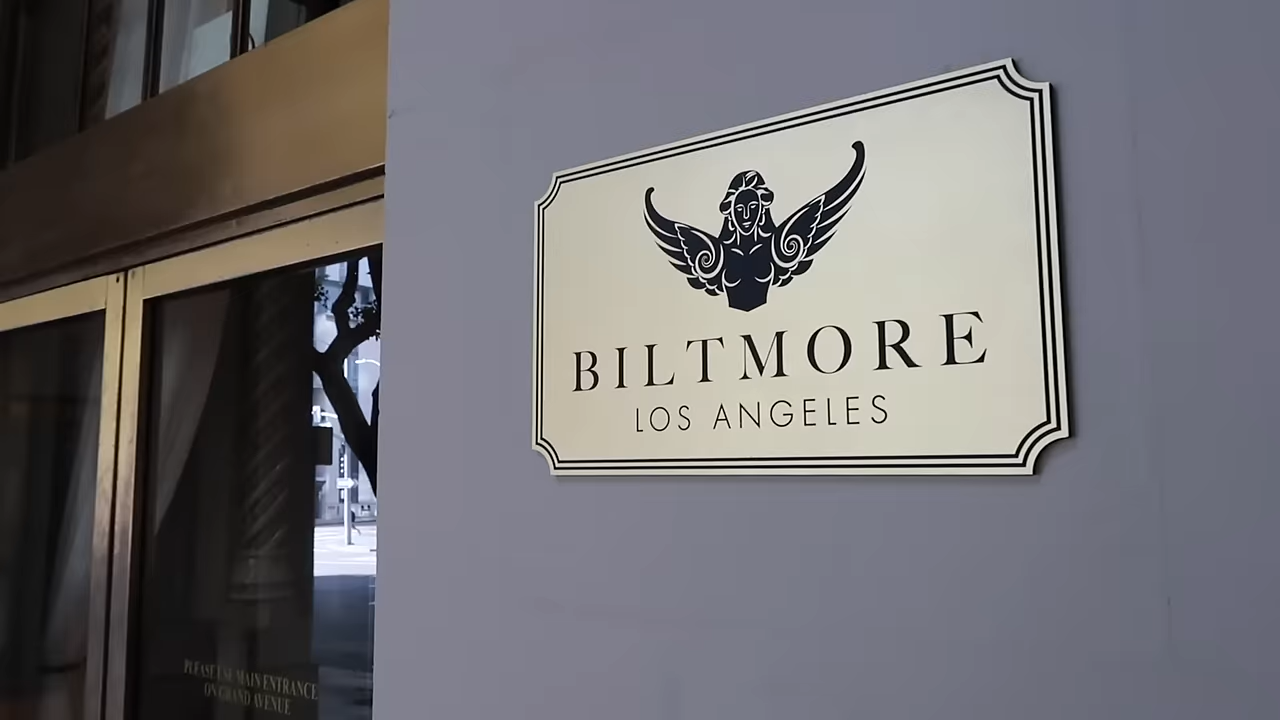 BILTMORE
LOS ANGELES
PLEASE USE MAIN ENTRANCE
ON GRAND AVENUE